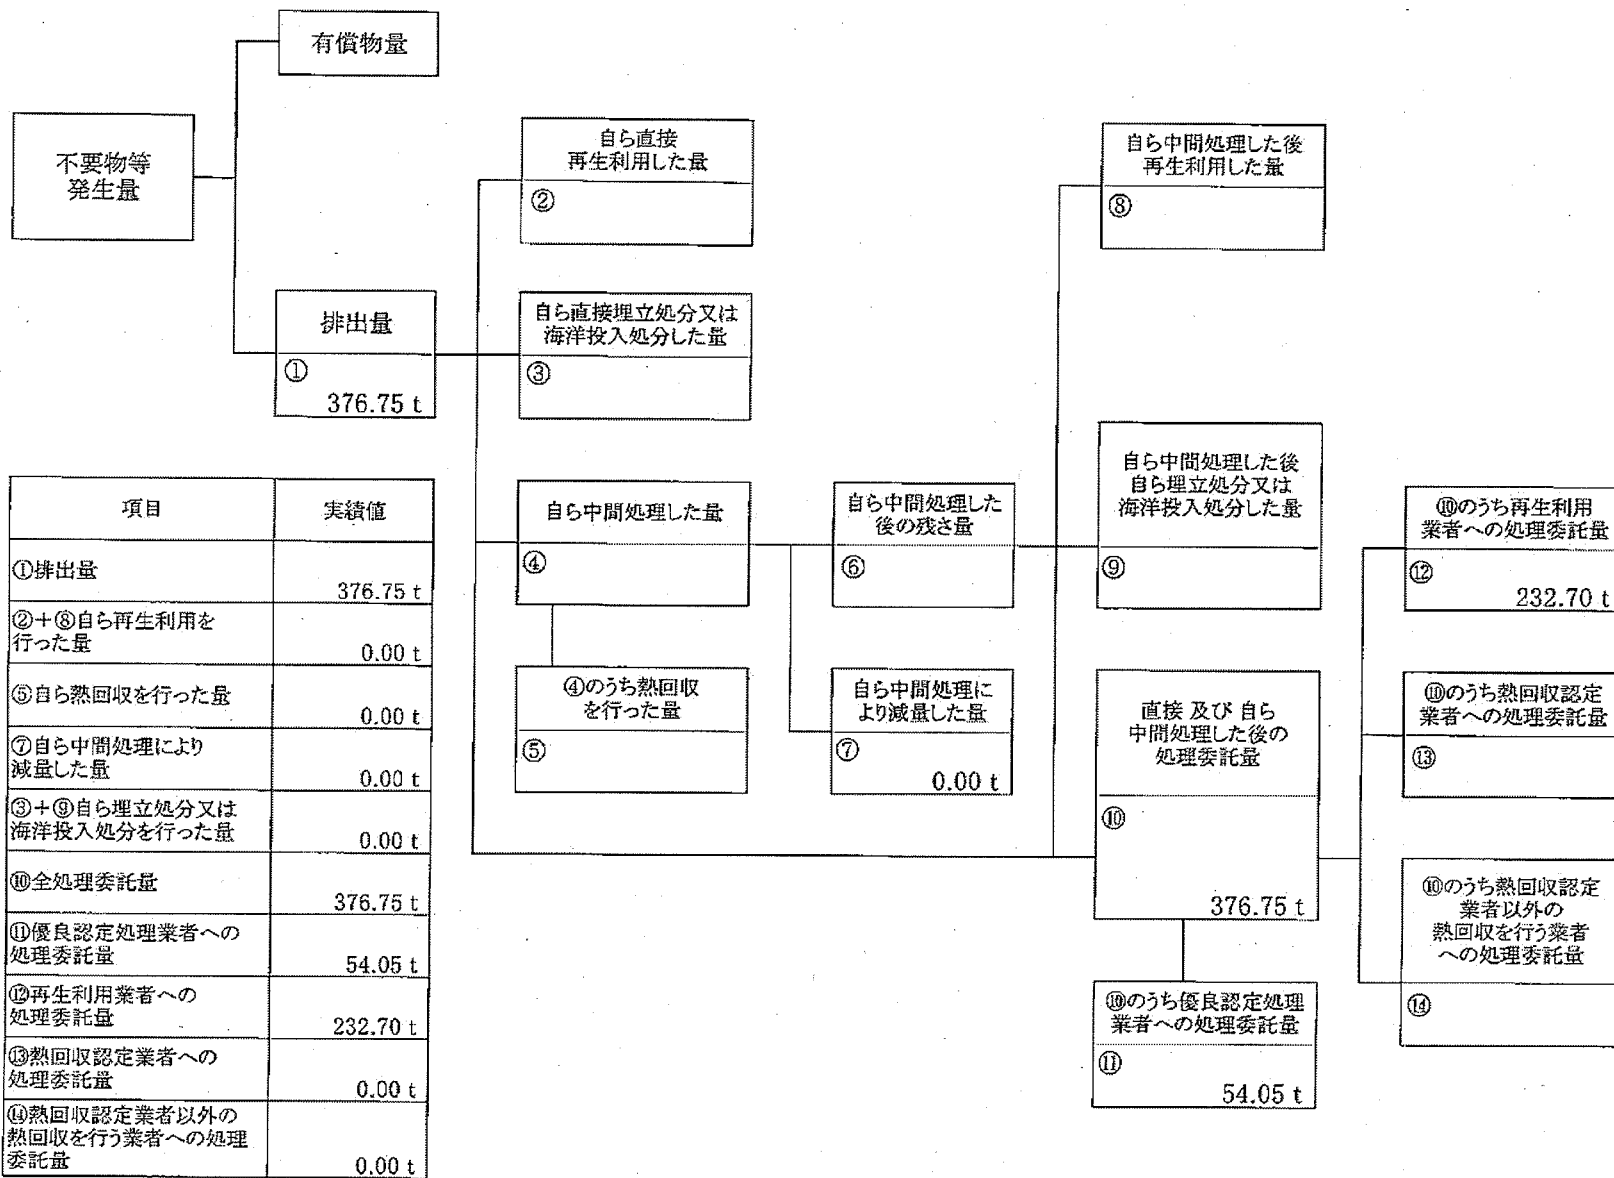 有償物量
不要物等
発生量
排出量
①
376.75 t
自ら直接
再生利用した量
②
自ら直接埋立処分又は
海洋投入処分した量
③
自ら中間処理した量
④
④のうち熱回収
を行った量
⑤
自ら中間処理した
後の残さ量
⑥
自ら中間処理に
より減量した量
⑦
0.00 t
自ら中間処理した後
再生利用した量
⑧
自ら中間処理した後
自ら埋立処分又は
海洋投入処分した量
⑨
直接 及び 自ら
中間処理した後の
処理委託量
⑩
376.75 t
⑩のうち優良認定処理
業者への処理委託量
⑪
54.05 t
⑩のうち再生利用
業者への処理委託量
⑫
232.70 t
⑩のうち熱回収認定
業者への処理委託量
⑬
⑩のうち熱回収認定
業者以外の
熱回収を行う業者
への処理委託量
⑭
項目 実績値
①排出量
376.75 t
②+⑧自ら再生利用を
行った量
0.00 t
⑤自ら熱回収を行った量
0.00 t
⑦自ら中間処理により
減量した量
0.00 t
③+⑨自ら埋立処分又は
海洋投入処分を行った量
0.00 t
⑩全処理委託量
376.75 t
⑪優良認定処理業者への
処理委託量
54.05 t
⑫再生利用業者への
処理委託量
232.70 t
⑬熱回収認定業者への
処理委託量
0.00 t
⑭熱回収認定業者以外の
熱回収を行う業者への処理
委託量
0.00 t